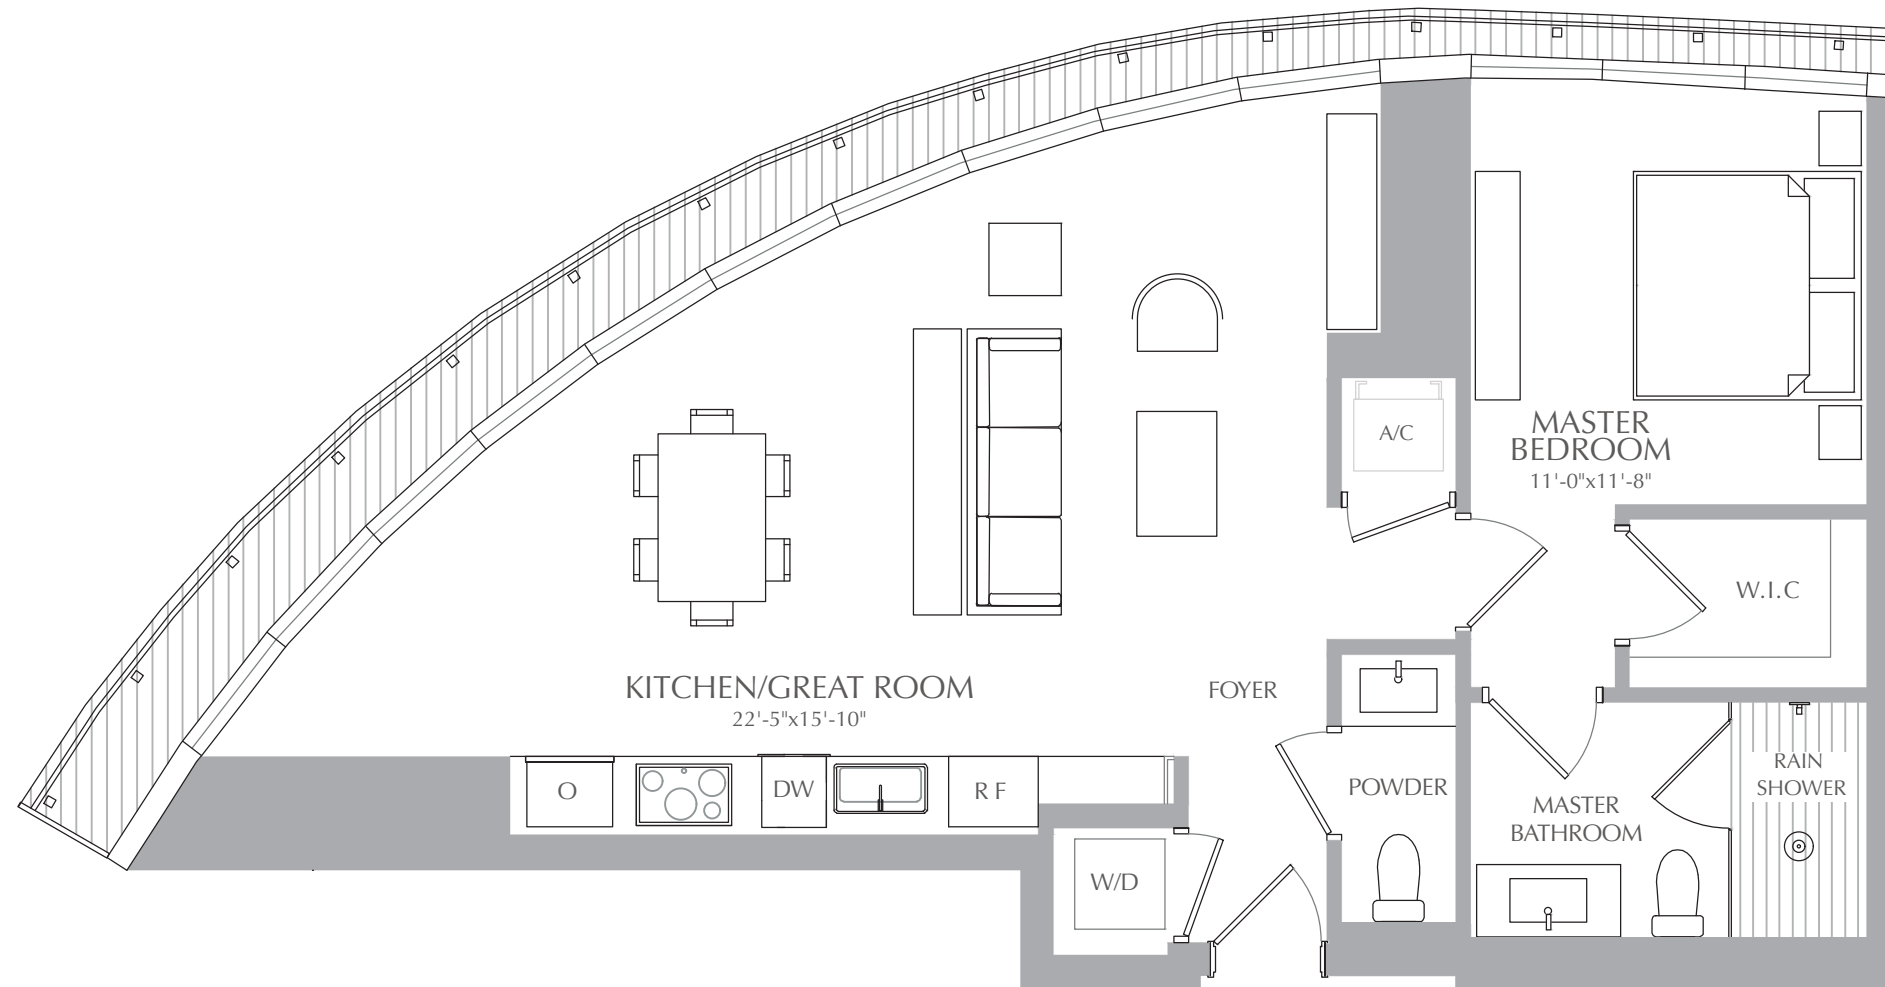 A/C
MASTER
BEDROOM
11'-0"x11'-8"
W.I.C
KITCHEN/GREAT ROOM
22'-5"x15'-10"
FOYER
O
DW
R F
POWDER
RAIN
SHOWER
MASTER
BATHROOM
W/D